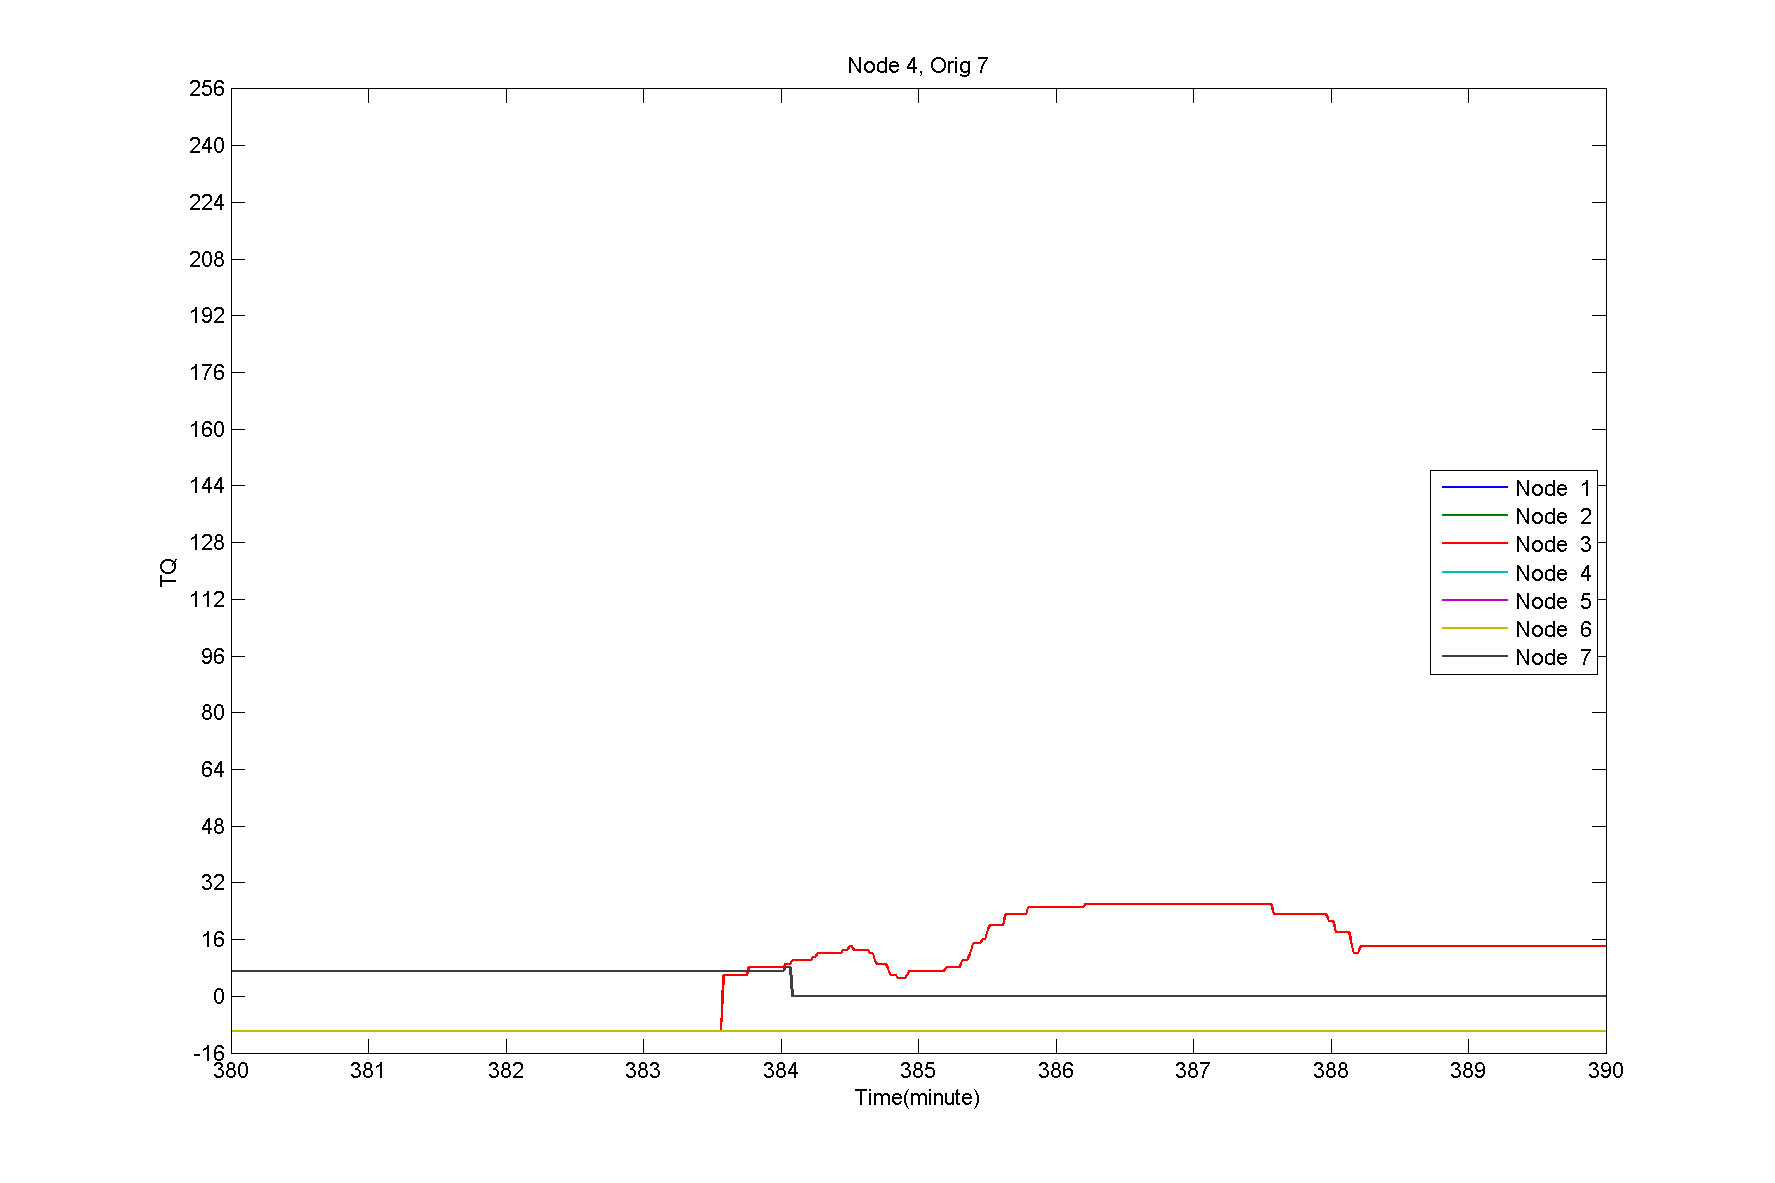 Node 4, Orig 7
256
240
224
208
192
176
160
144
128
112
96
80
64
48
32
16
0
-16
TQ
Node 1
Node 2
Node 3
Node 4
Node 5
Node 6
Node 7
380 381 382 383 384 385 386 387 388 389 390
Time(minute)